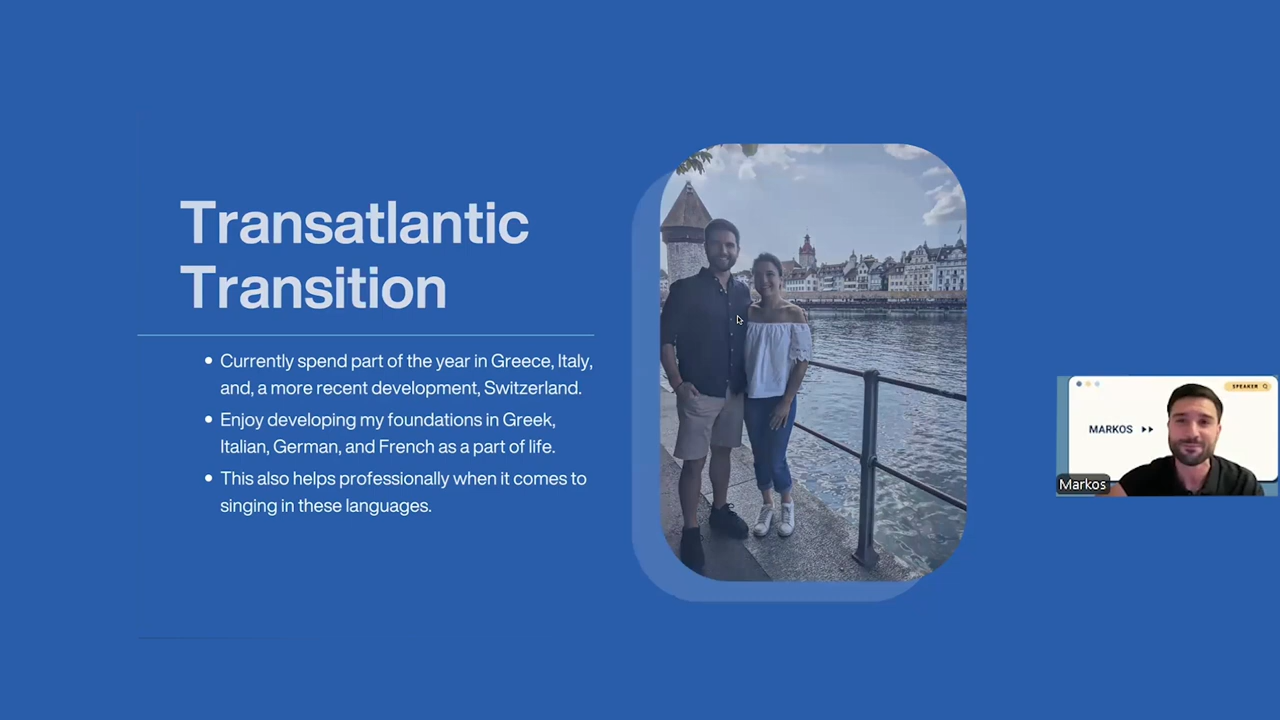 Transatlantic
Transition
• Currently spend part of the year in Greece, Italy,
and, a more recent development, Switzerland.
• Enjoy developing my foundations in Greek,
Italian, German, and French as a part of life.
• This also helps professionally when it comes to
singing in these languages.
SPEAKER
MARKOS
Markos